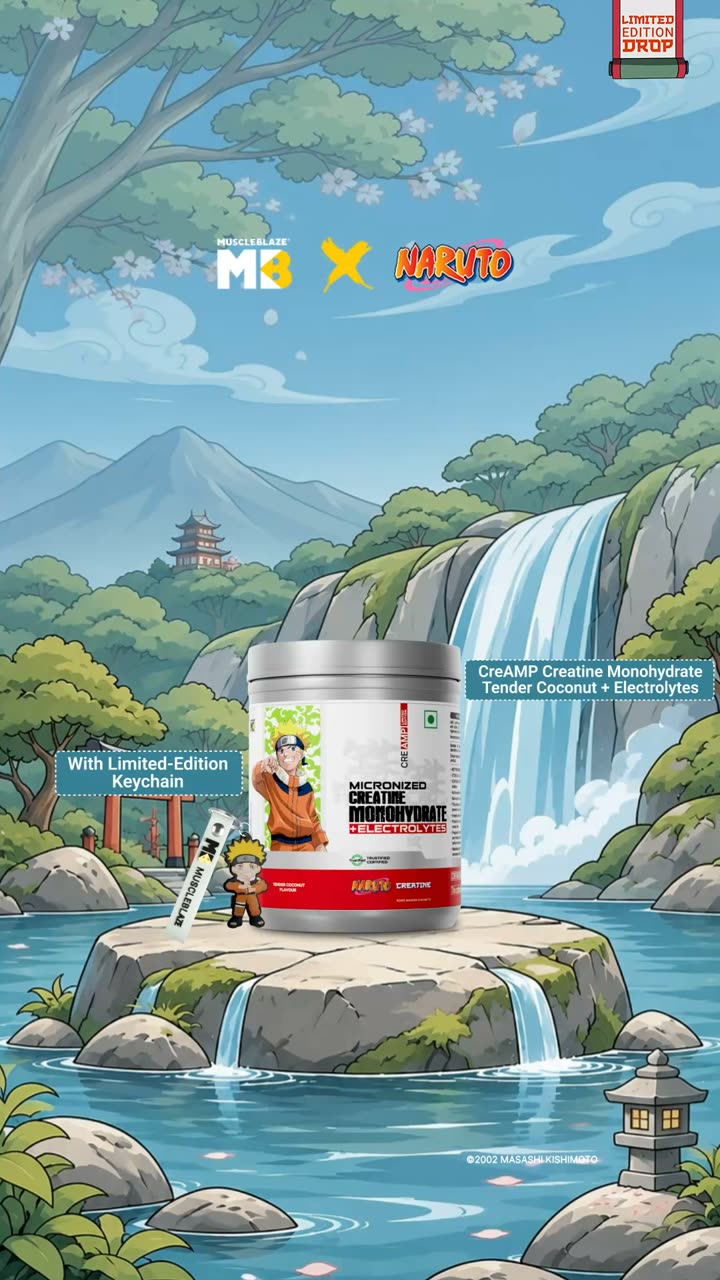 LIMITED
EDITION
DROP
MUSCLEBLAZE
MB
X
NARUTO
CreAMP Creatine Monohydrate
Tender Coconut + Electrolytes
With Limited-Edition
Keychain
CREAMP
MICRONIZED
CREATINE
MONOHYDRATE
+ELECTROLYTES
TRUSTIFIED
CERTIFIED
TENDER COCONUT
FLAVOUR
NARUTO
CREATINE
MB MUSCLEBLAZE
©2002 MASASHI KISHIMOTO